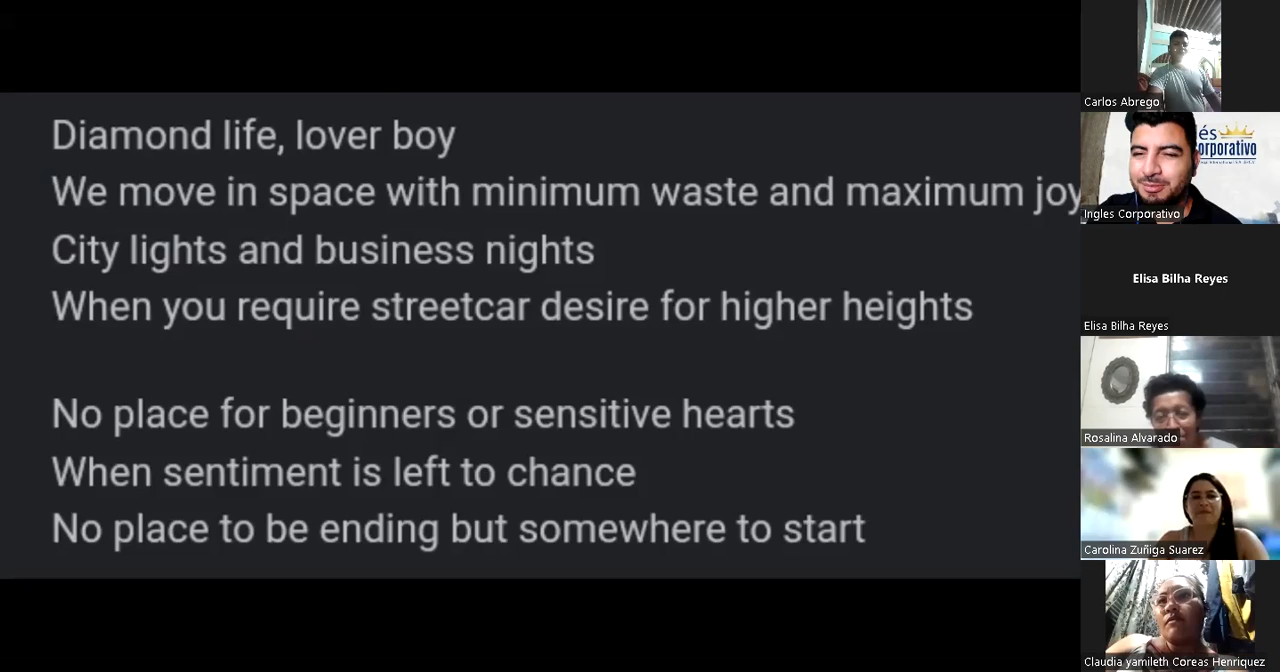 Diamond life, lover boy
We move in space with minimum waste and maximum joy
City lights and business nights
When you require streetcar desire for higher heights
No place for beginners or sensitive hearts
When sentiment is left to chance
No place to be ending but somewhere to start
Carlos Abrego
és
orporativo
Ingles Corporativo
Elisa Bilha Reyes
Elisa Bilha Reyes
Rosalina Alvarado
Carolina Zuñiga Suarez
Claudia yamileth Coreas Henriquez